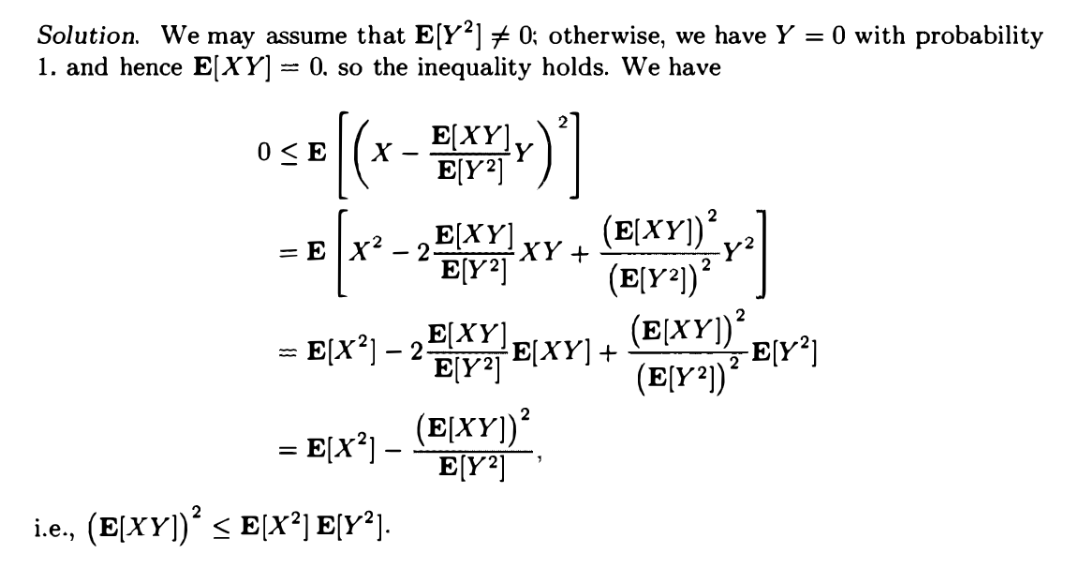 Solution. We may assume that E[Y²] ≠ 0; otherwise, we have Y = 0 with probability
1. and hence E[XY] = 0. so the inequality holds. We have
0 ≤ E[(X − (E[XY]/E[Y²])Y)²]
= E[X² − 2(E[XY]/E[Y²])XY + ((E[XY])²/(E[Y²])²)Y²]
= E[X²] − 2(E[XY]/E[Y²])E[XY] + ((E[XY])²/(E[Y²])²)E[Y²]
= E[X²] − (E[XY])²/E[Y²],
i.e., (E[XY])² ≤ E[X²] E[Y²].